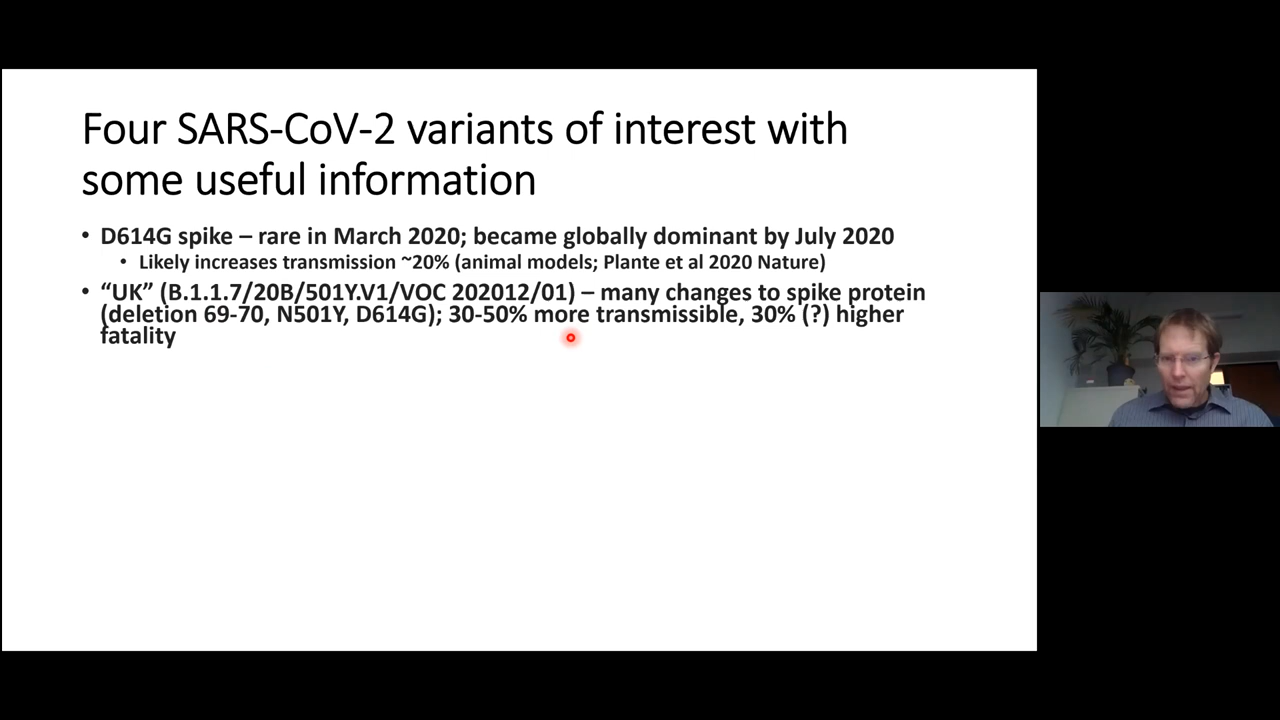 Four SARS-CoV-2 variants of interest with
some useful information
• D614G spike – rare in March 2020; became globally dominant by July 2020
• Likely increases transmission ~20% (animal models; Plante et al 2020 Nature)
• “UK” (B.1.1.7/20B/501Y.V1/VOC 202012/01) – many changes to spike protein
(deletion 69-70, N501Y, D614G); 30-50% more transmissible, 30% (?) higher
fatality